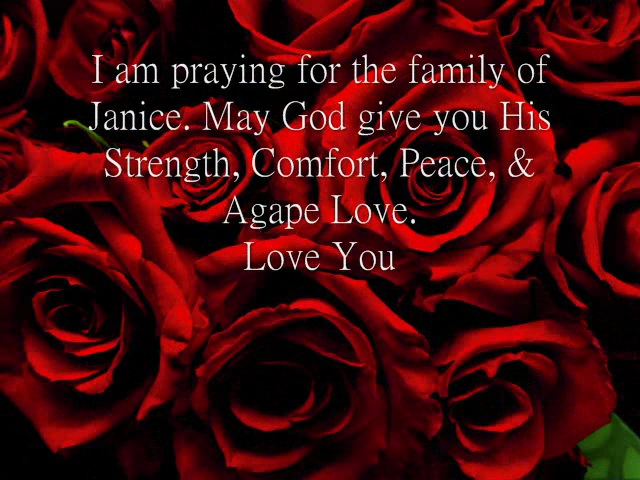 I am praying for the family of
Janice. May God give you His
Strength, Comfort, Peace, &
Agape Love.
Love You